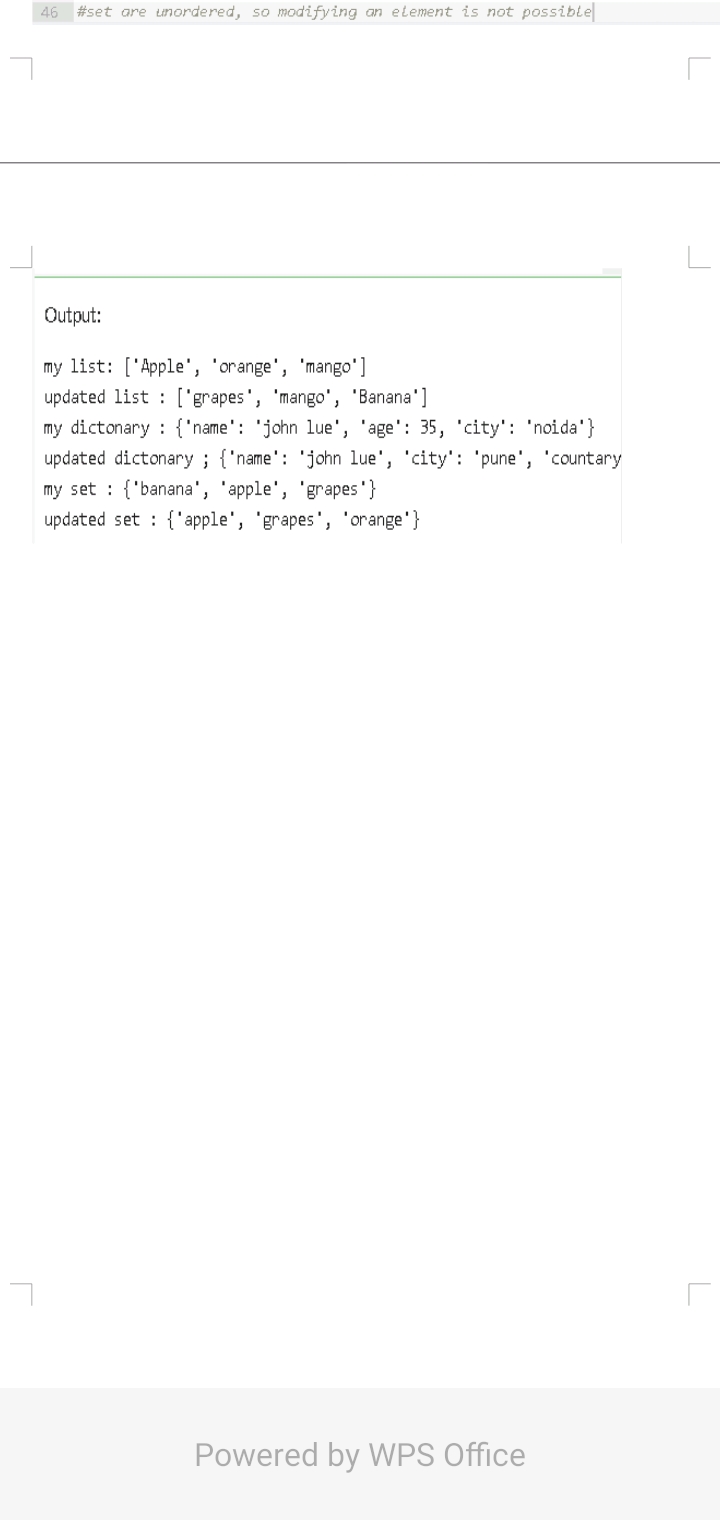 46 #set are unordered, so modifying an element is not possible
Output:
my list: ['Apple', 'orange', 'mango']
updated list : ['grapes', 'mango', 'Banana']
my dictonary : {'name': 'john lue', 'age': 35, 'city': 'noida'}
updated dictonary ; {'name': 'john lue', 'city': 'pune', 'countary
my set : {'banana', 'apple', 'grapes'}
updated set : {'apple', 'grapes', 'orange'}
Powered by WPS Office